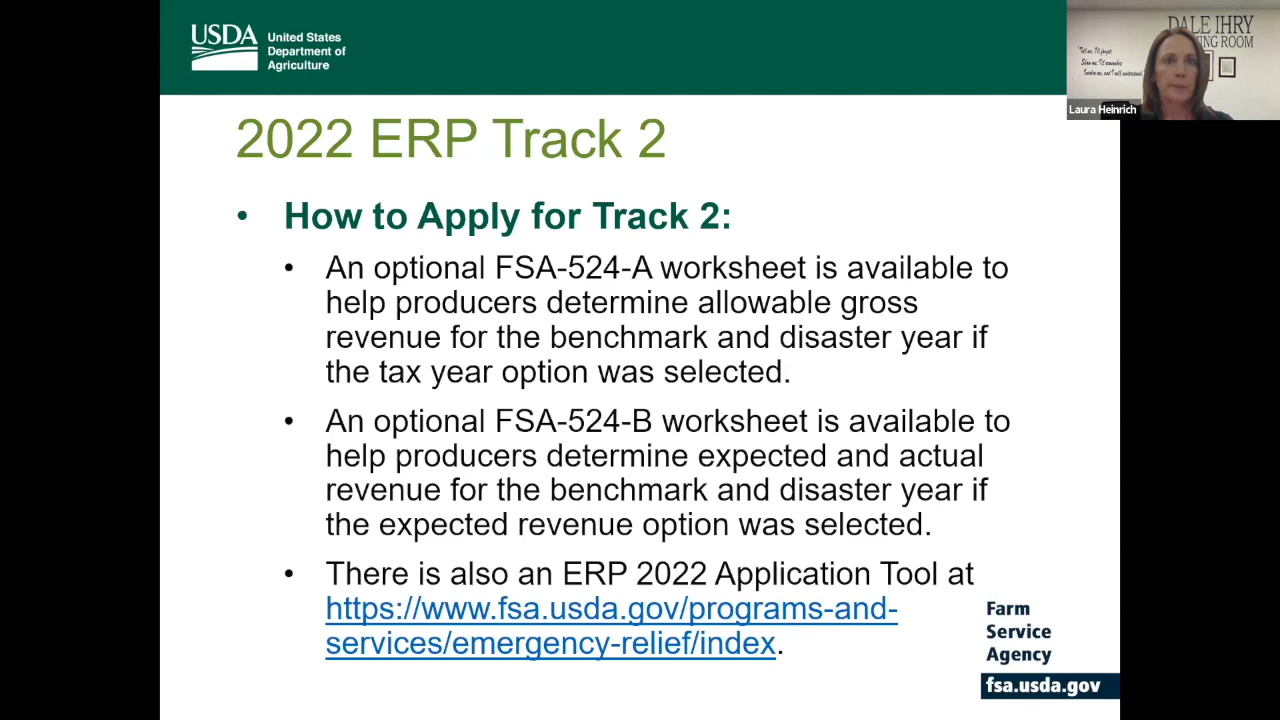 USDA
United States
Department of
Agriculture
DALE IHRY
ING ROOM
Laura Heinrich
2022 ERP Track 2
• How to Apply for Track 2:
• An optional FSA-524-A worksheet is available to
help producers determine allowable gross
revenue for the benchmark and disaster year if
the tax year option was selected.
• An optional FSA-524-B worksheet is available to
help producers determine expected and actual
revenue for the benchmark and disaster year if
the expected revenue option was selected.
• There is also an ERP 2022 Application Tool at
https://www.fsa.usda.gov/programs-and-
services/emergency-relief/index.
Farm
Service
Agency
fsa.usda.gov